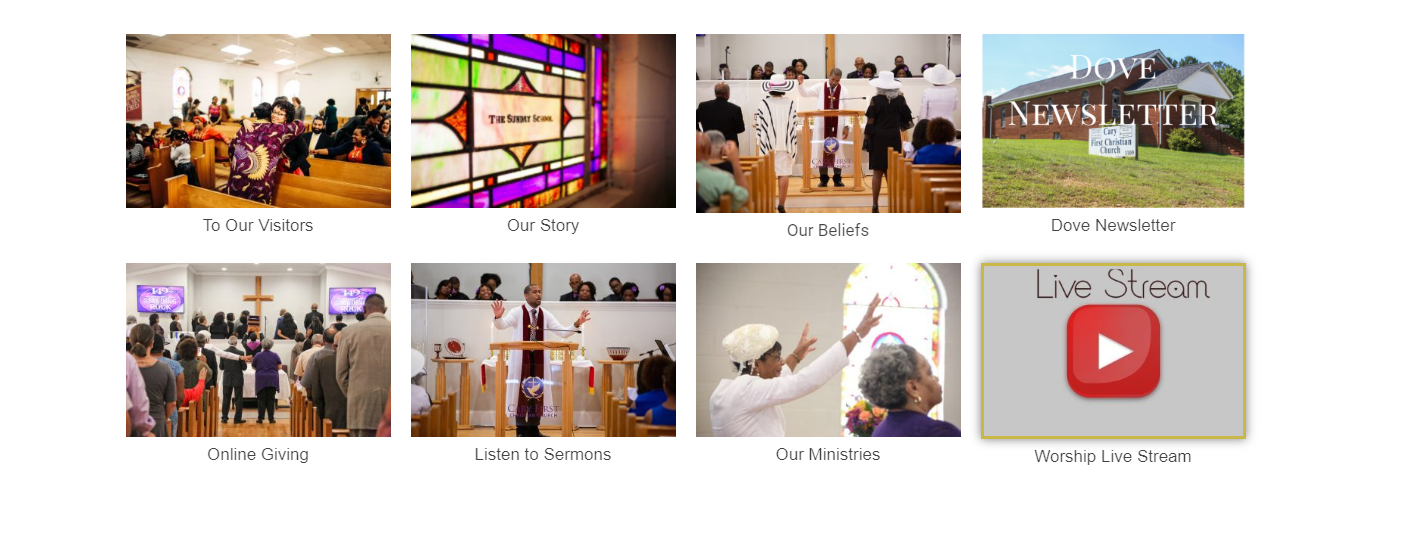 THE SUNDAY SCHOOL
DOVE
NEWSLETTER
Cary
First Christian
Church
To Our Visitors
Our Story
Our Beliefs
Dove Newsletter
Live Stream
ROCK
Online Giving
Listen to Sermons
Our Ministries
Worship Live Stream